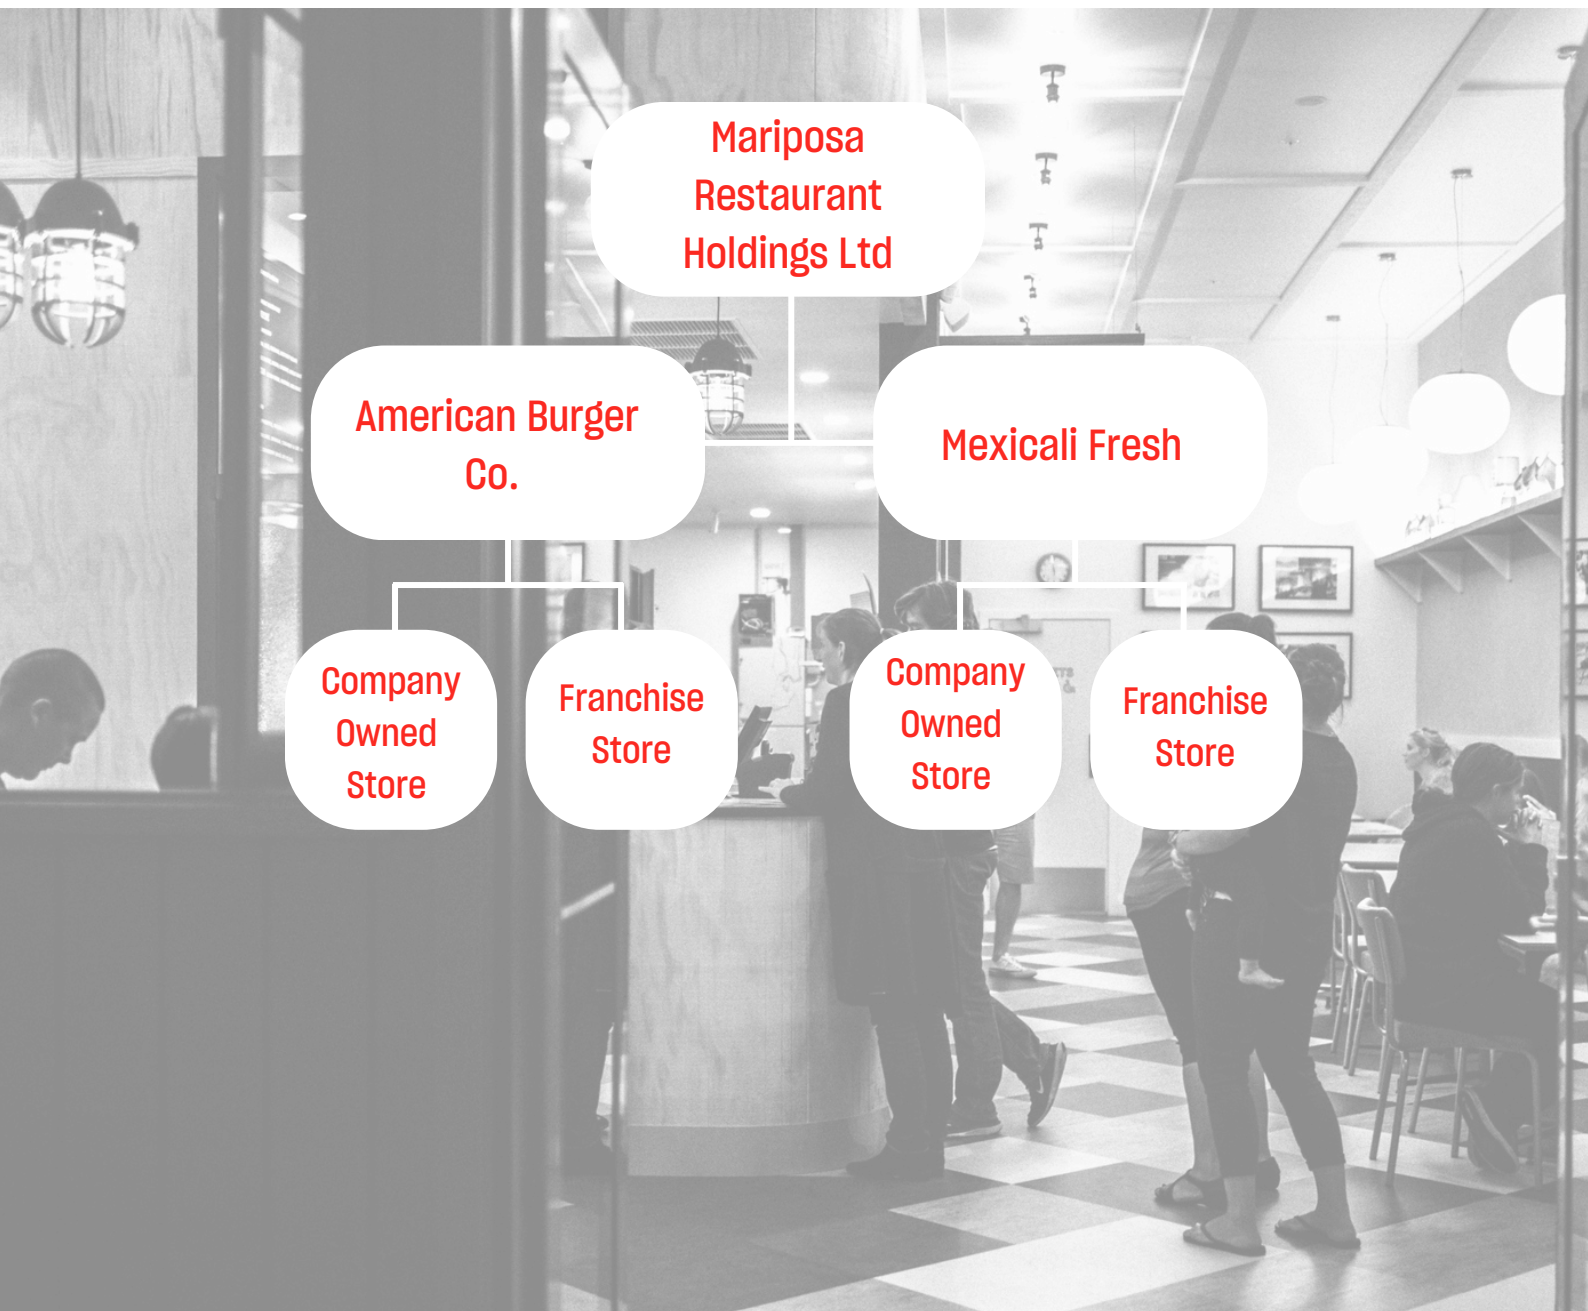 Mariposa
Restaurant
Holdings Ltd
American Burger
Co.
Mexicali Fresh
Company
Owned
Store
Franchise
Store
Company
Owned
Store
Franchise
Store